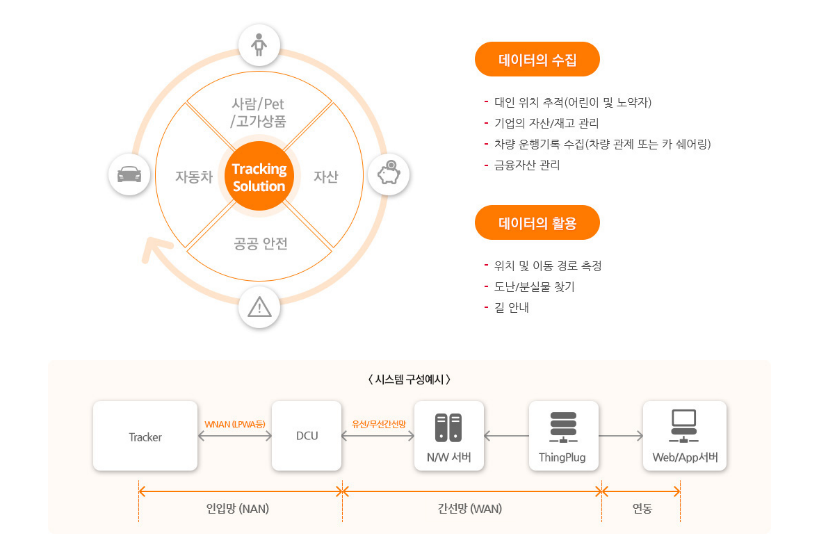 사람/Pet
/고가상품
자동차
Tracking
Solution
자산
공공 안전
데이터의 수집
- 대인 위치 추적(어린이 및 노약자)
- 기업의 자산/재고 관리
- 차량 운행기록 수집(차량 관제 또는 카 쉐어링)
- 금융자산 관리
데이터의 활용
- 위치 및 이동 경로 측정
- 도난/분실물 찾기
- 길 안내
〈 시스템 구성예시 〉
Tracker
WNAN (LPWA등)
DCU
유선/무선간선망
N/W 서버
ThingPlug
Web/App서버
인입망 (NAN)
간선망 (WAN)
연동